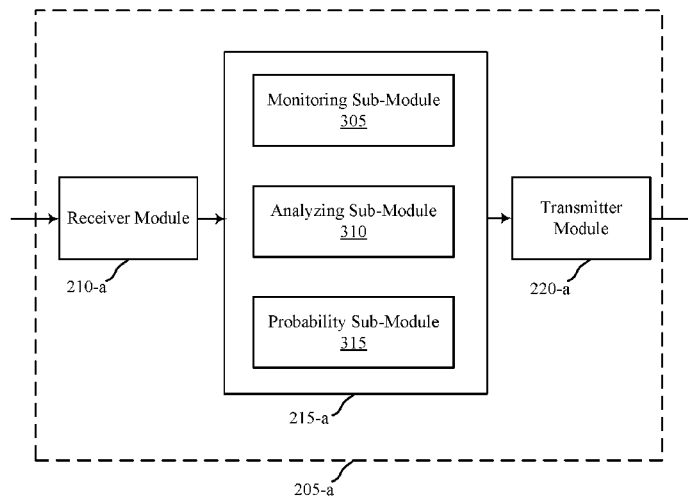 Monitoring Sub-Module
305
Receiver Module
Analyzing Sub-Module
310
Transmitter
Module
210-a
220-a
Probability Sub-Module
315
215-a
205-a